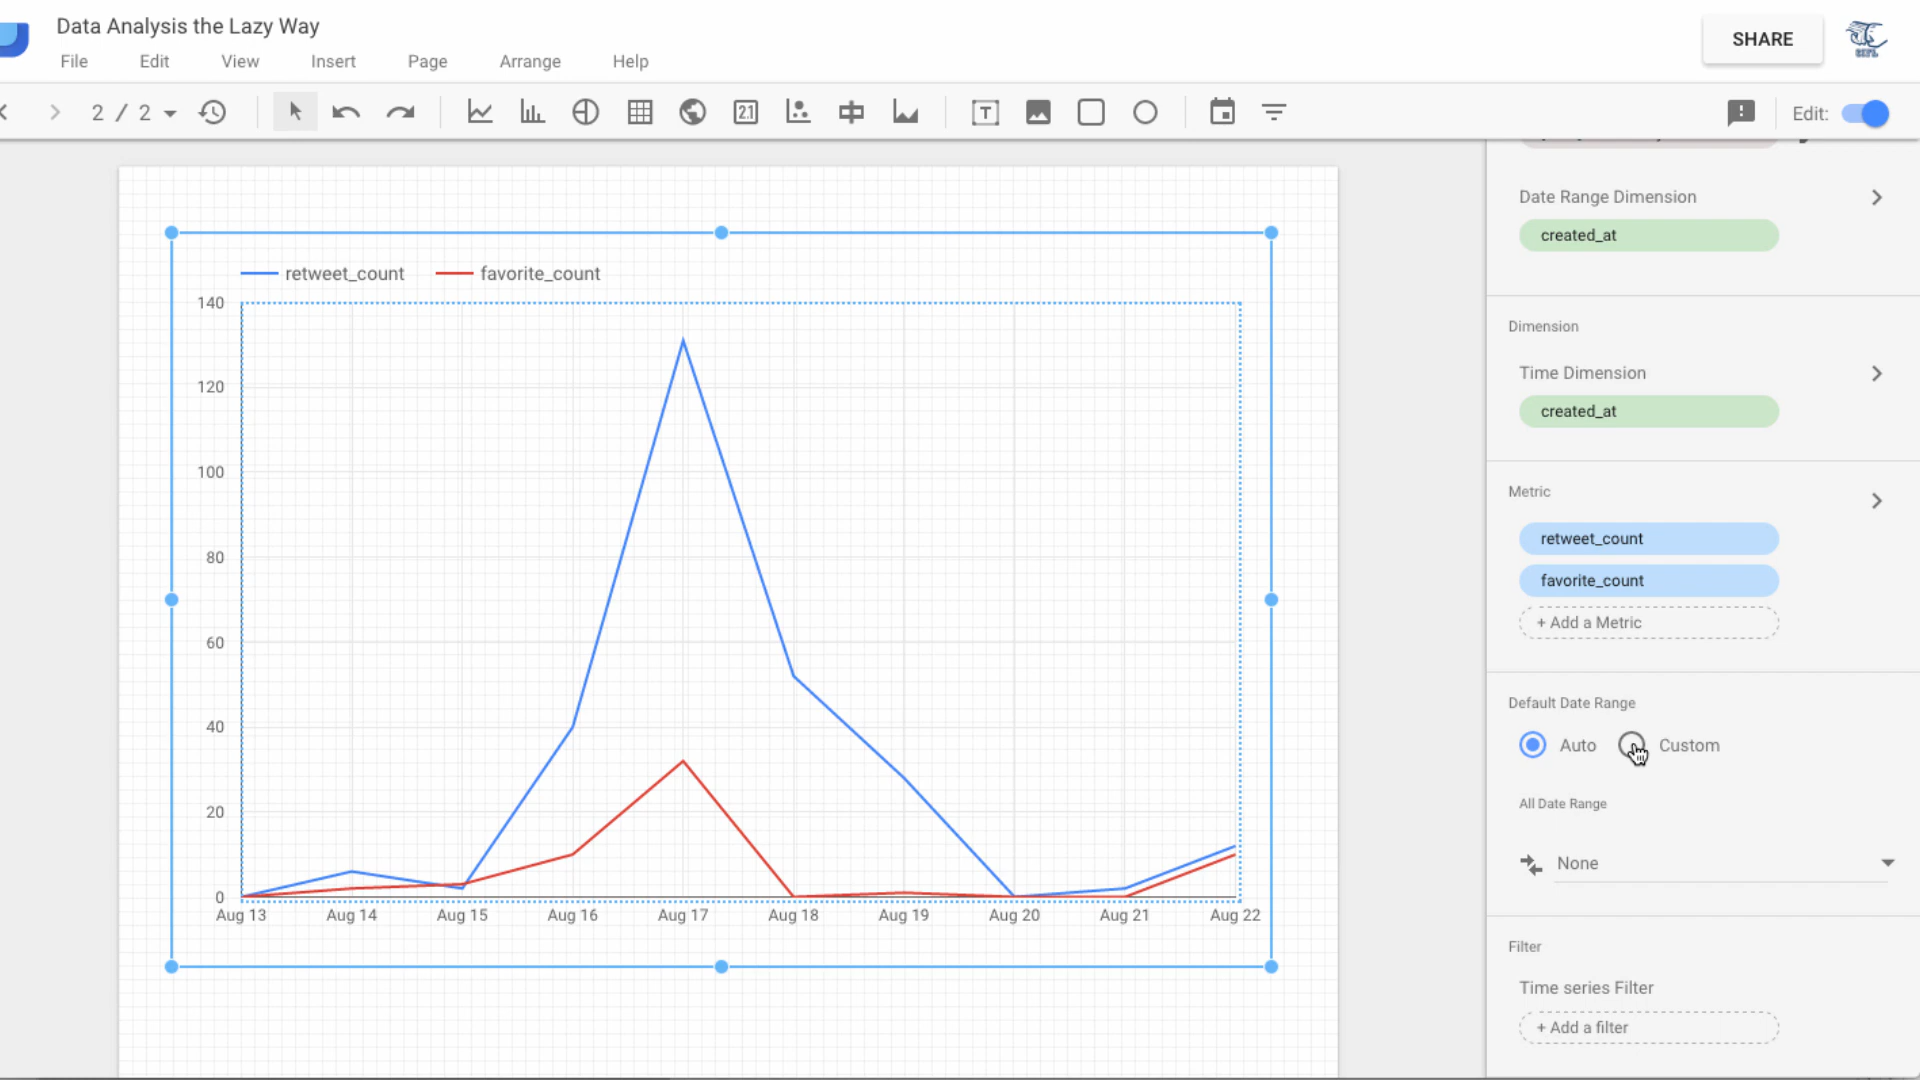 Data Analysis the Lazy Way
File Edit View Insert Page Arrange Help
SHARE
2 / 2
21
T
Edit:
retweet_count favorite_count
140
120
100
80
60
40
20
0
Aug 13 Aug 14 Aug 15 Aug 16 Aug 17 Aug 18 Aug 19 Aug 20 Aug 21 Aug 22
Date Range Dimension
created_at
Dimension
Time Dimension
created_at
Metric
retweet_count
favorite_count
+ Add a Metric
Default Date Range
Auto Custom
All Date Range
None
Filter
Time series Filter
+ Add a filter